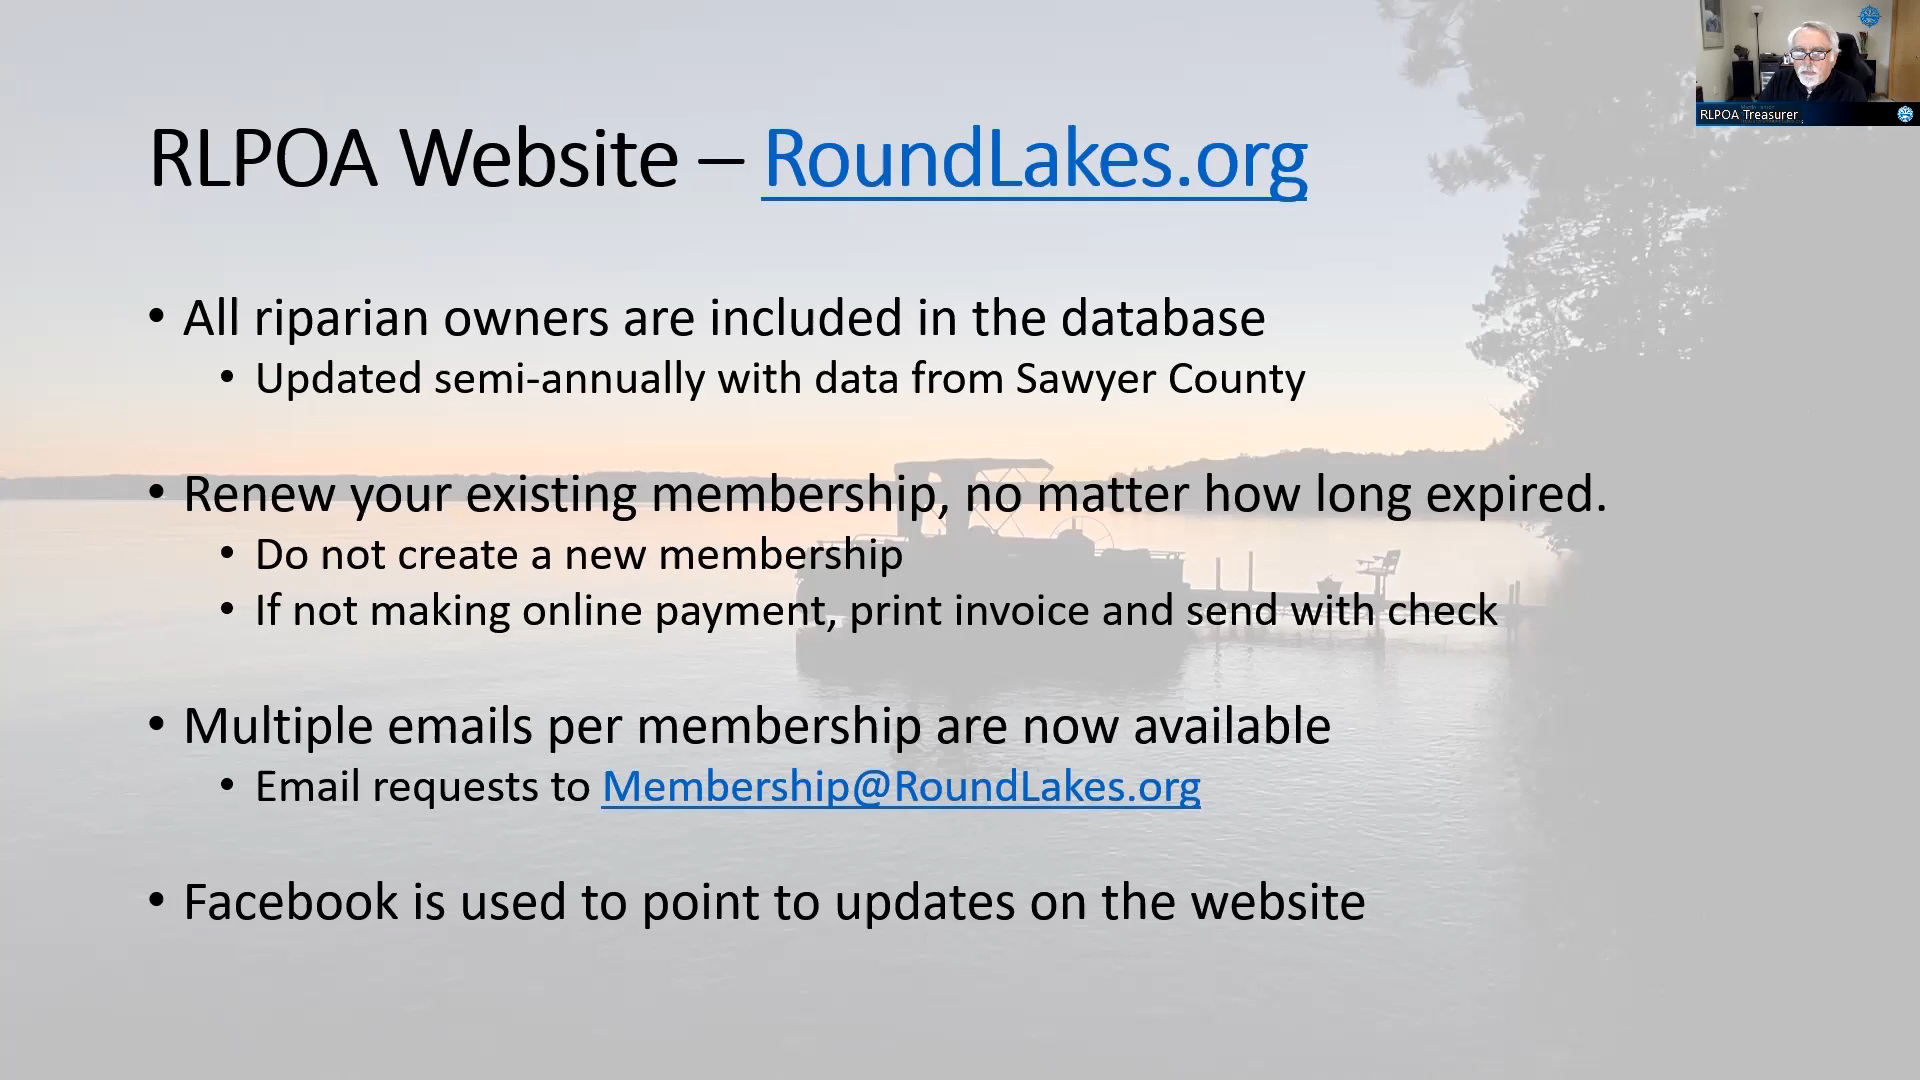 RLPOA Website – RoundLakes.org
RLPOA Treasurer
• All riparian owners are included in the database
• Updated semi-annually with data from Sawyer County
• Renew your existing membership, no matter how long expired.
• Do not create a new membership
• If not making online payment, print invoice and send with check
• Multiple emails per membership are now available
• Email requests to Membership@RoundLakes.org
• Facebook is used to point to updates on the website